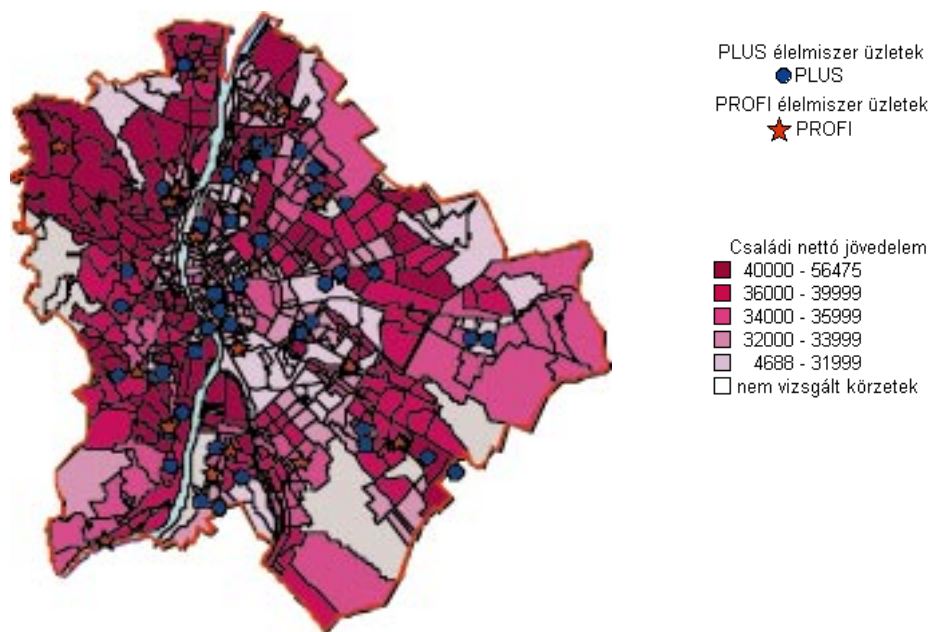 PLUS élelmiszer üzletek
PLUS
PROFI élelmiszer üzletek
PROFI
Családi nettó jövedelem
40000 - 56475
36000 - 39999
34000 - 35999
32000 - 33999
4688 - 31999
nem vizsgált körzetek